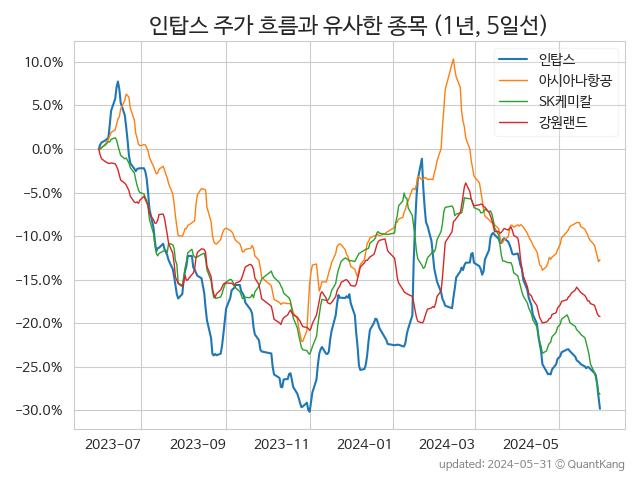 인탑스 주가 흐름과 유사한 종목 (1년, 5일선)
인탑스
아시아나항공
SK케미칼
강원랜드
10.0%
5.0%
0.0%
−5.0%
−10.0%
−15.0%
−20.0%
−25.0%
−30.0%
2023-07 2023-09 2023-11 2024-01 2024-03 2024-05
updated: 2024-05-31 © QuantKang